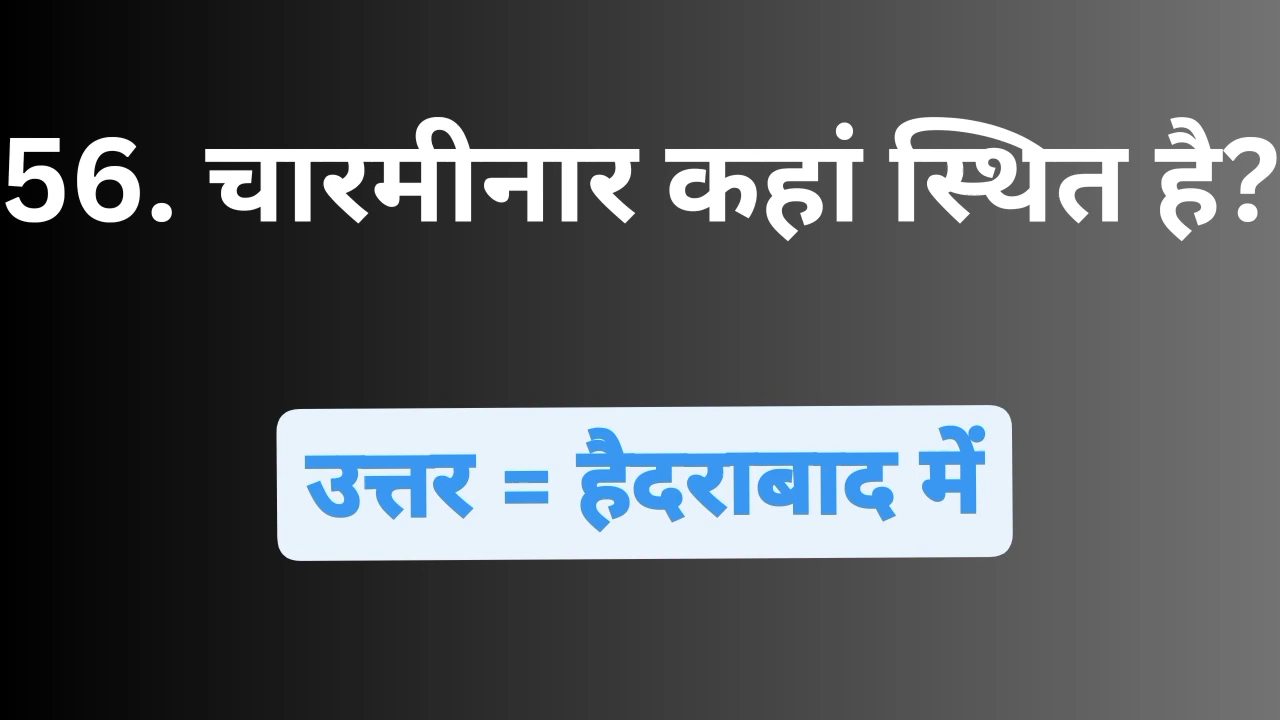 56. चारमीनार कहां स्थित है?
उत्तर = हैदराबाद में